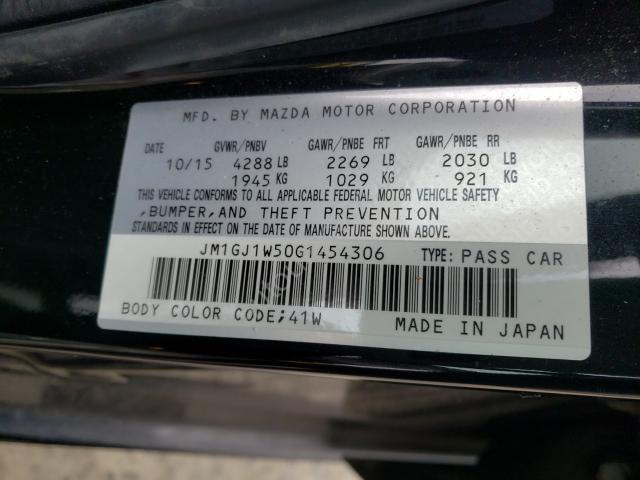 MFD. BY MAZDA MOTOR CORPORATION
DATE GVWR/PNBV GAWR/PNBE FRT GAWR/PNBE RR
10/15 4288 LB 2269 LB 2030 LB
1945 KG 1029 KG 921 KG
THIS VEHICLE CONFORMS TO ALL APPLICABLE FEDERAL MOTOR VEHICLE SAFETY
,BUMPER,AND THEFT PREVENTION
STANDARDS IN EFFECT ON THE DATE OF MANUFACTURE SHOWN ABOVE.
JM1GJ1W50G1454306 TYPE: PASS CAR
BODY COLOR CODE;41W MADE IN JAPAN